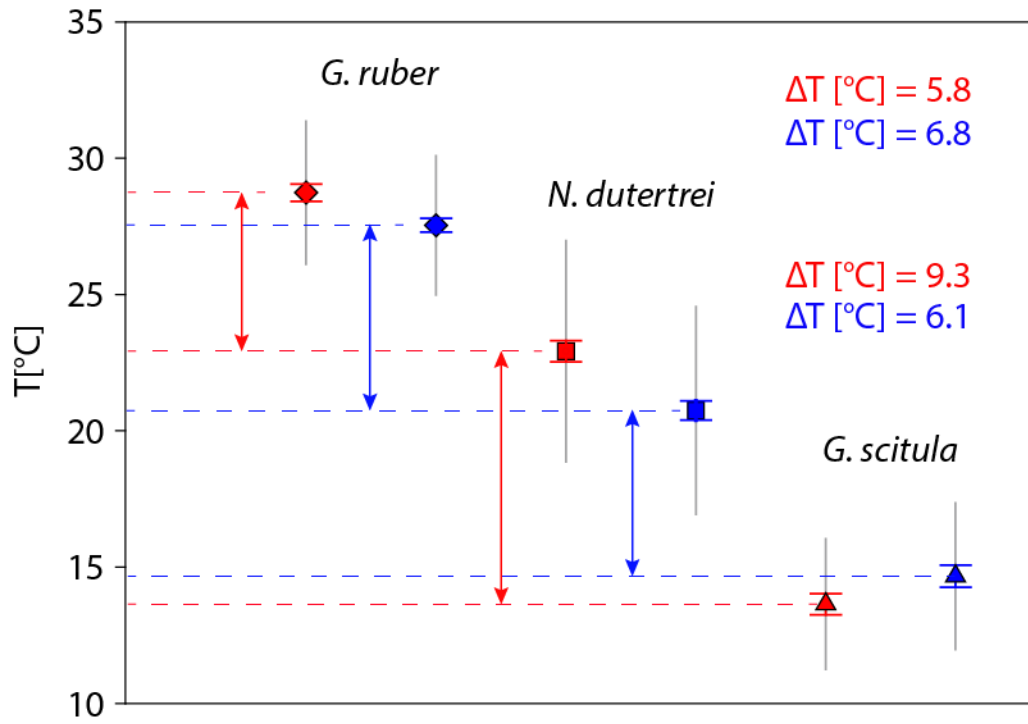 35
G. ruber
ΔT [°C] = 5.8
ΔT [°C] = 6.8
30
N. dutertrei
ΔT [°C] = 9.3
ΔT [°C] = 6.1
25
T[°C]
20
G. scitula
15
10